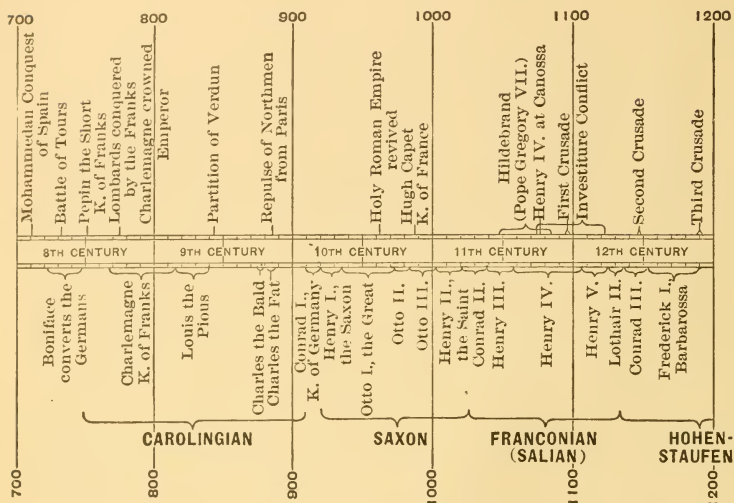 700
800
900
1000
1100
1200
Mohammedan Conquest
of Spain
Battle of Tours
Pepin the Short
K. of Franks
Lombards conquered
by the Franks
Charlemagne crowned
Emperor
Partition of Verdun
Repulse of Northmen
from Paris
Holy Roman Empire
revived
Hugh Capet
K. of France
Hildebrand
(Pope Gregory VII.)
Henry IV. at Canossa
First Crusade
Investiture Conflict
Second Crusade
Third Crusade
8TH CENTURY
9TH CENTURY
10TH CENTURY
11TH CENTURY
12TH CENTURY
Boniface
converts the
Germans
Charlemagne
K. of Franks
Louis the
Pious
Charles the Bald
Charles the Fat
Conrad I.,
K. of Germany
Henry I.,
the Saxon
Otto I., the Great
Otto II.
Otto III.
Henry II.,
the Saint
Conrad II.
Henry III.
Henry IV.
Henry V.
Lothair II.
Conrad III.
Frederick I.,
Barbarossa
CAROLINGIAN
SAXON
FRANCONIAN
(SALIAN)
HOHEN-
STAUFEN
700
800
900
1000
1100
1200